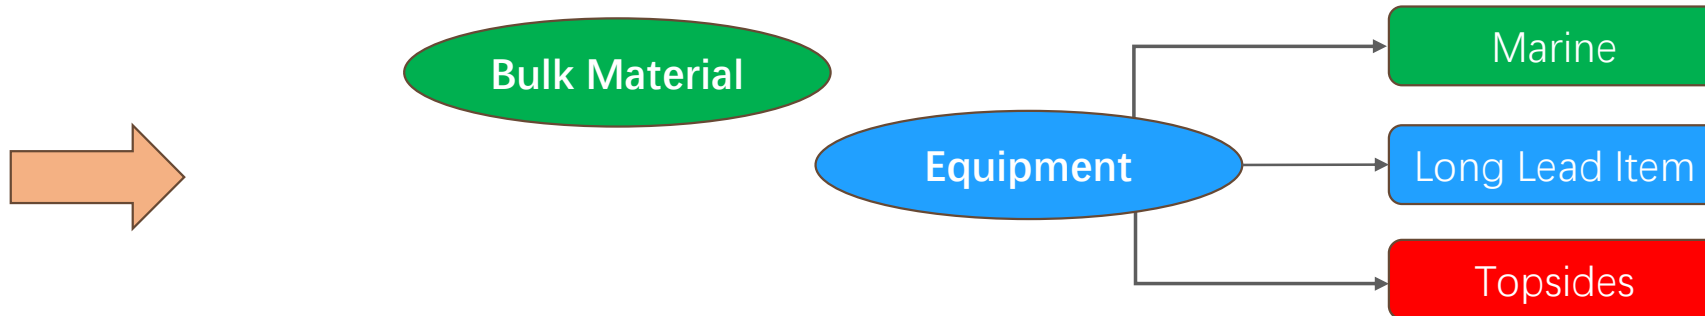 Bulk Material
Marine
Equipment
Long Lead Item
Topsides